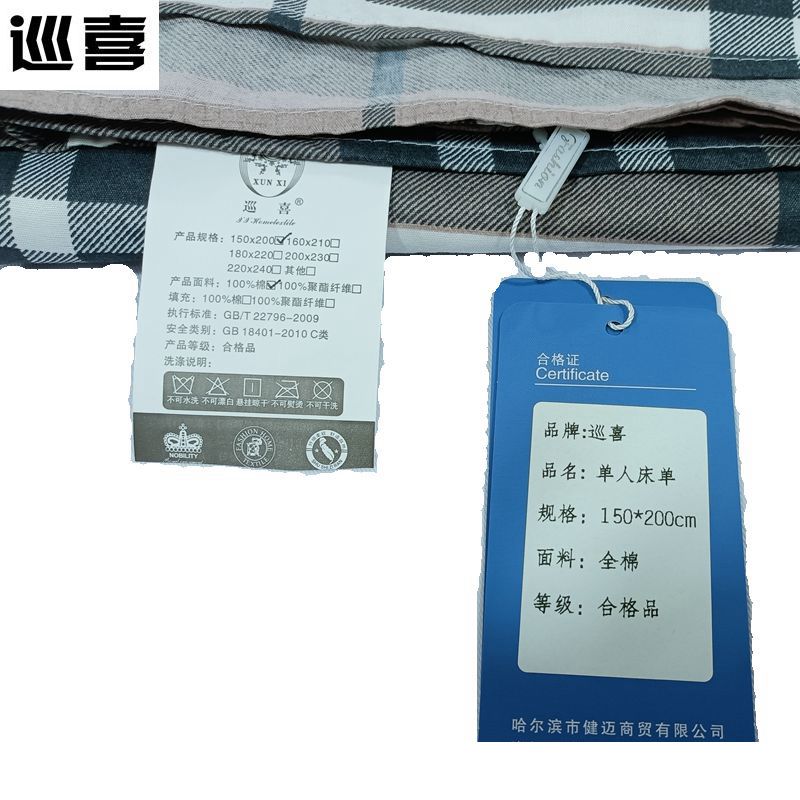 巡喜
Fashion
XUN XI
巡 喜®
产品规格: 150x200☑160x210□
180x220□200x230□
220x240□ 其他□
产品面料: 100%棉☑100%聚酯纤维□
填充: 100%棉□100%聚酯纤维□
执行标准: GB/T 22796-2009
安全类别: GB 18401-2010 C类
产品等级: 合格品
洗涤说明:
不可水洗 不可漂白 悬挂晾干 不可熨烫 不可干洗
NOBILITY
FASHION HOME TEXTILE
合格证
Certificate
品牌:巡喜
品名: 单人床单
规格: 150*200cm
面料: 全棉
等级: 合格品
哈尔滨市健迈商贸有限公司